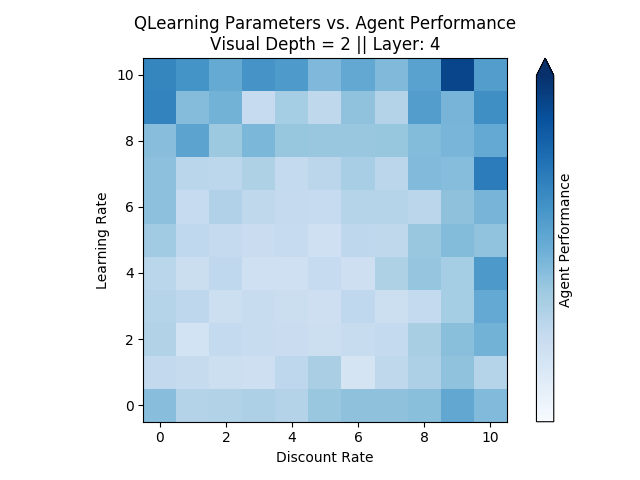 QLearning Parameters vs. Agent Performance
Visual Depth = 2 || Layer: 4
10
8
6
4
2
0
Learning Rate
0 2 4 6 8 10
Discount Rate
Agent Performance